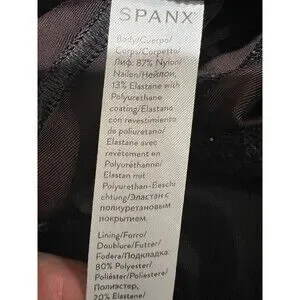 SPANX
Body/Cuerpo/
Corps/Corpetto/
Лиф: 87% Nylon/
Nailen/Нейлон,
13% Elastane with
Polyurethane
coating/Elastano
con revestimiento
de poliuretano/
Elastane avec
revêtement en
Polyuréthanne/
Elastan mit
Polyurethan-Beschi
chtung/Эластан с
полиуретановым
покрытием.
Lining/Forro/
Doublure/Futter/
Fodera/Подкладка:
80% Polyester/
Poliéster/Poliestere/
Полиэстер,
20% Elastane/